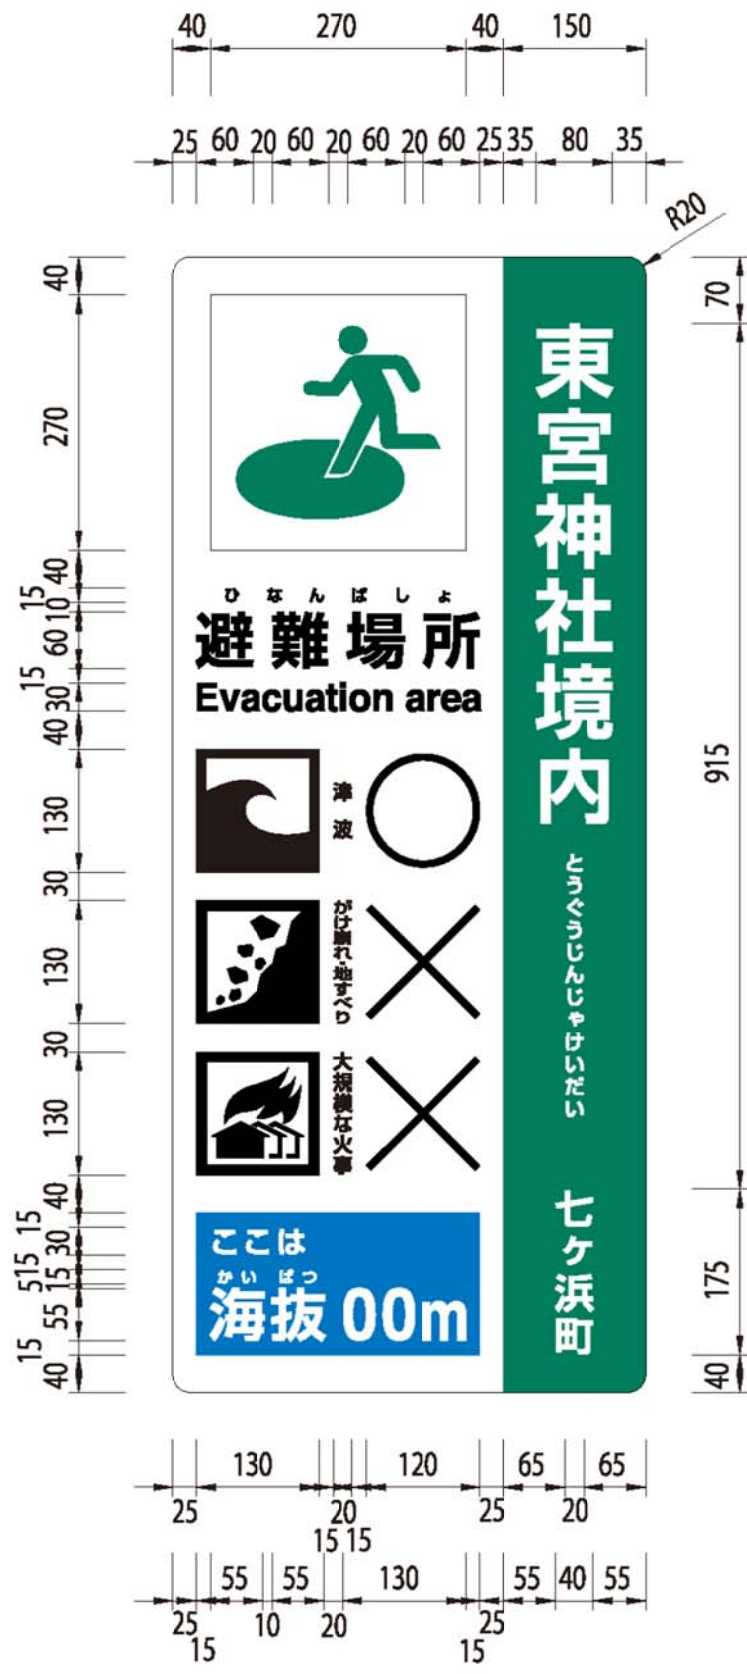 40 270 40 150
25 60 20 60 20 60 20 60 25 35 80 35
R20
40
270
40
15
10
60
15
30
40
130
30
130
30
130
40
15
30
15
15
5
55
15
40
ひなんばしょ
避難場所
Evacuation area
津波
がけ崩れ・地すべり
大規模な火事
ここは
かいばつ
海抜 00m
東宮神社境内
とうぐうじんじゃけいだい
七ケ浜町
70
915
175
40
130 120 65 65
25 20 25 20
15 15
55 55 130 55 40 55
25 10 20 25
15 15